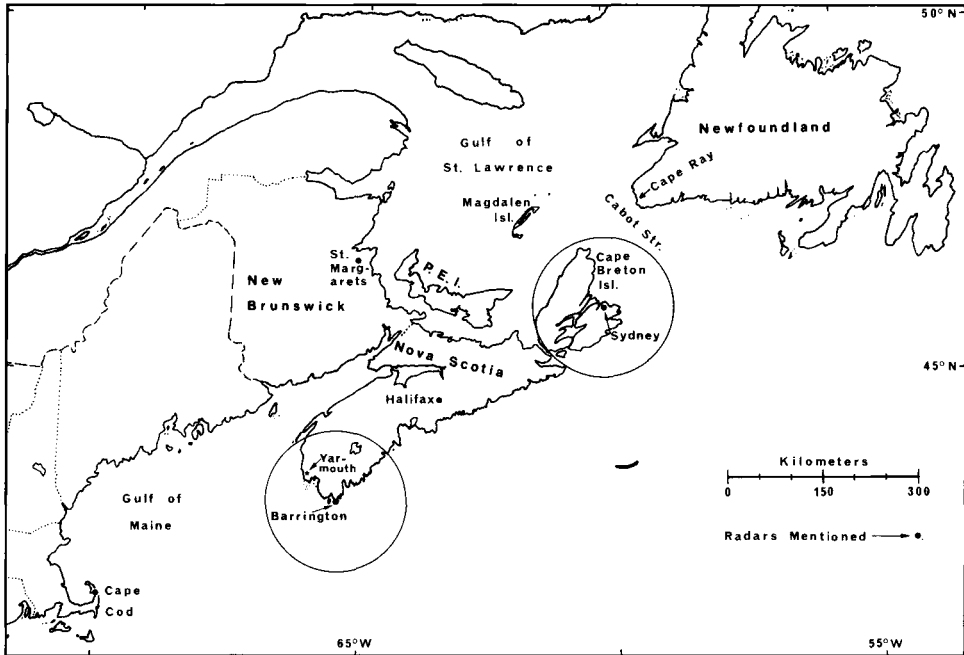 50° N
Newfoundland
Gulf of
St. Lawrence
Cape Ray
Magdalen
Isl.
Cabot Str.
St.
Marg-
arets
P.E.I.
Cape
Breton
Isl.
New
Brunswick
Sydney
Nova Scotia
45° N
Halifax
Yar-
mouth
Kilometers
0 150 300
Gulf of
Maine
Barrington
Radars Mentioned
Cape
Cod
65°W
55°W